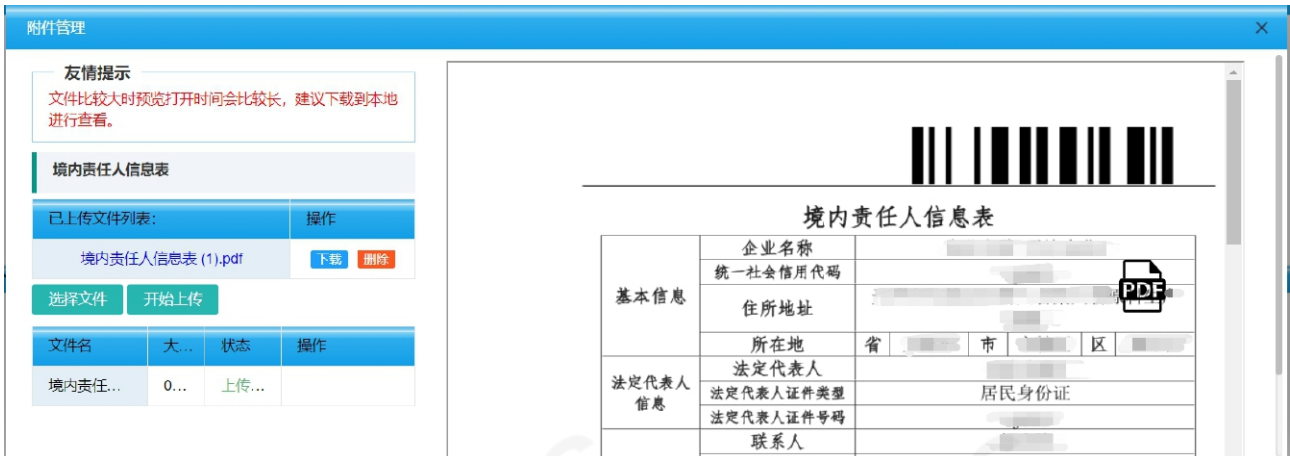 附件管理
友情提示
文件比较大时预览打开时间会比较长，建议下载到本地
进行查看。
境内责任人信息表
已上传文件列表： 操作
境内责任人信息表 (1).pdf 下载 删除
选择文件 开始上传
文件名 大... 状态 操作
境内责任... 0... 上传...
境内责任人信息表
基本信息
企业名称
统一社会信用代码
住所地址
PDF
所在地 省 市 区
法定代表人
信息
法定代表人
法定代表人证件类型 居民身份证
法定代表人证件号码
联系人